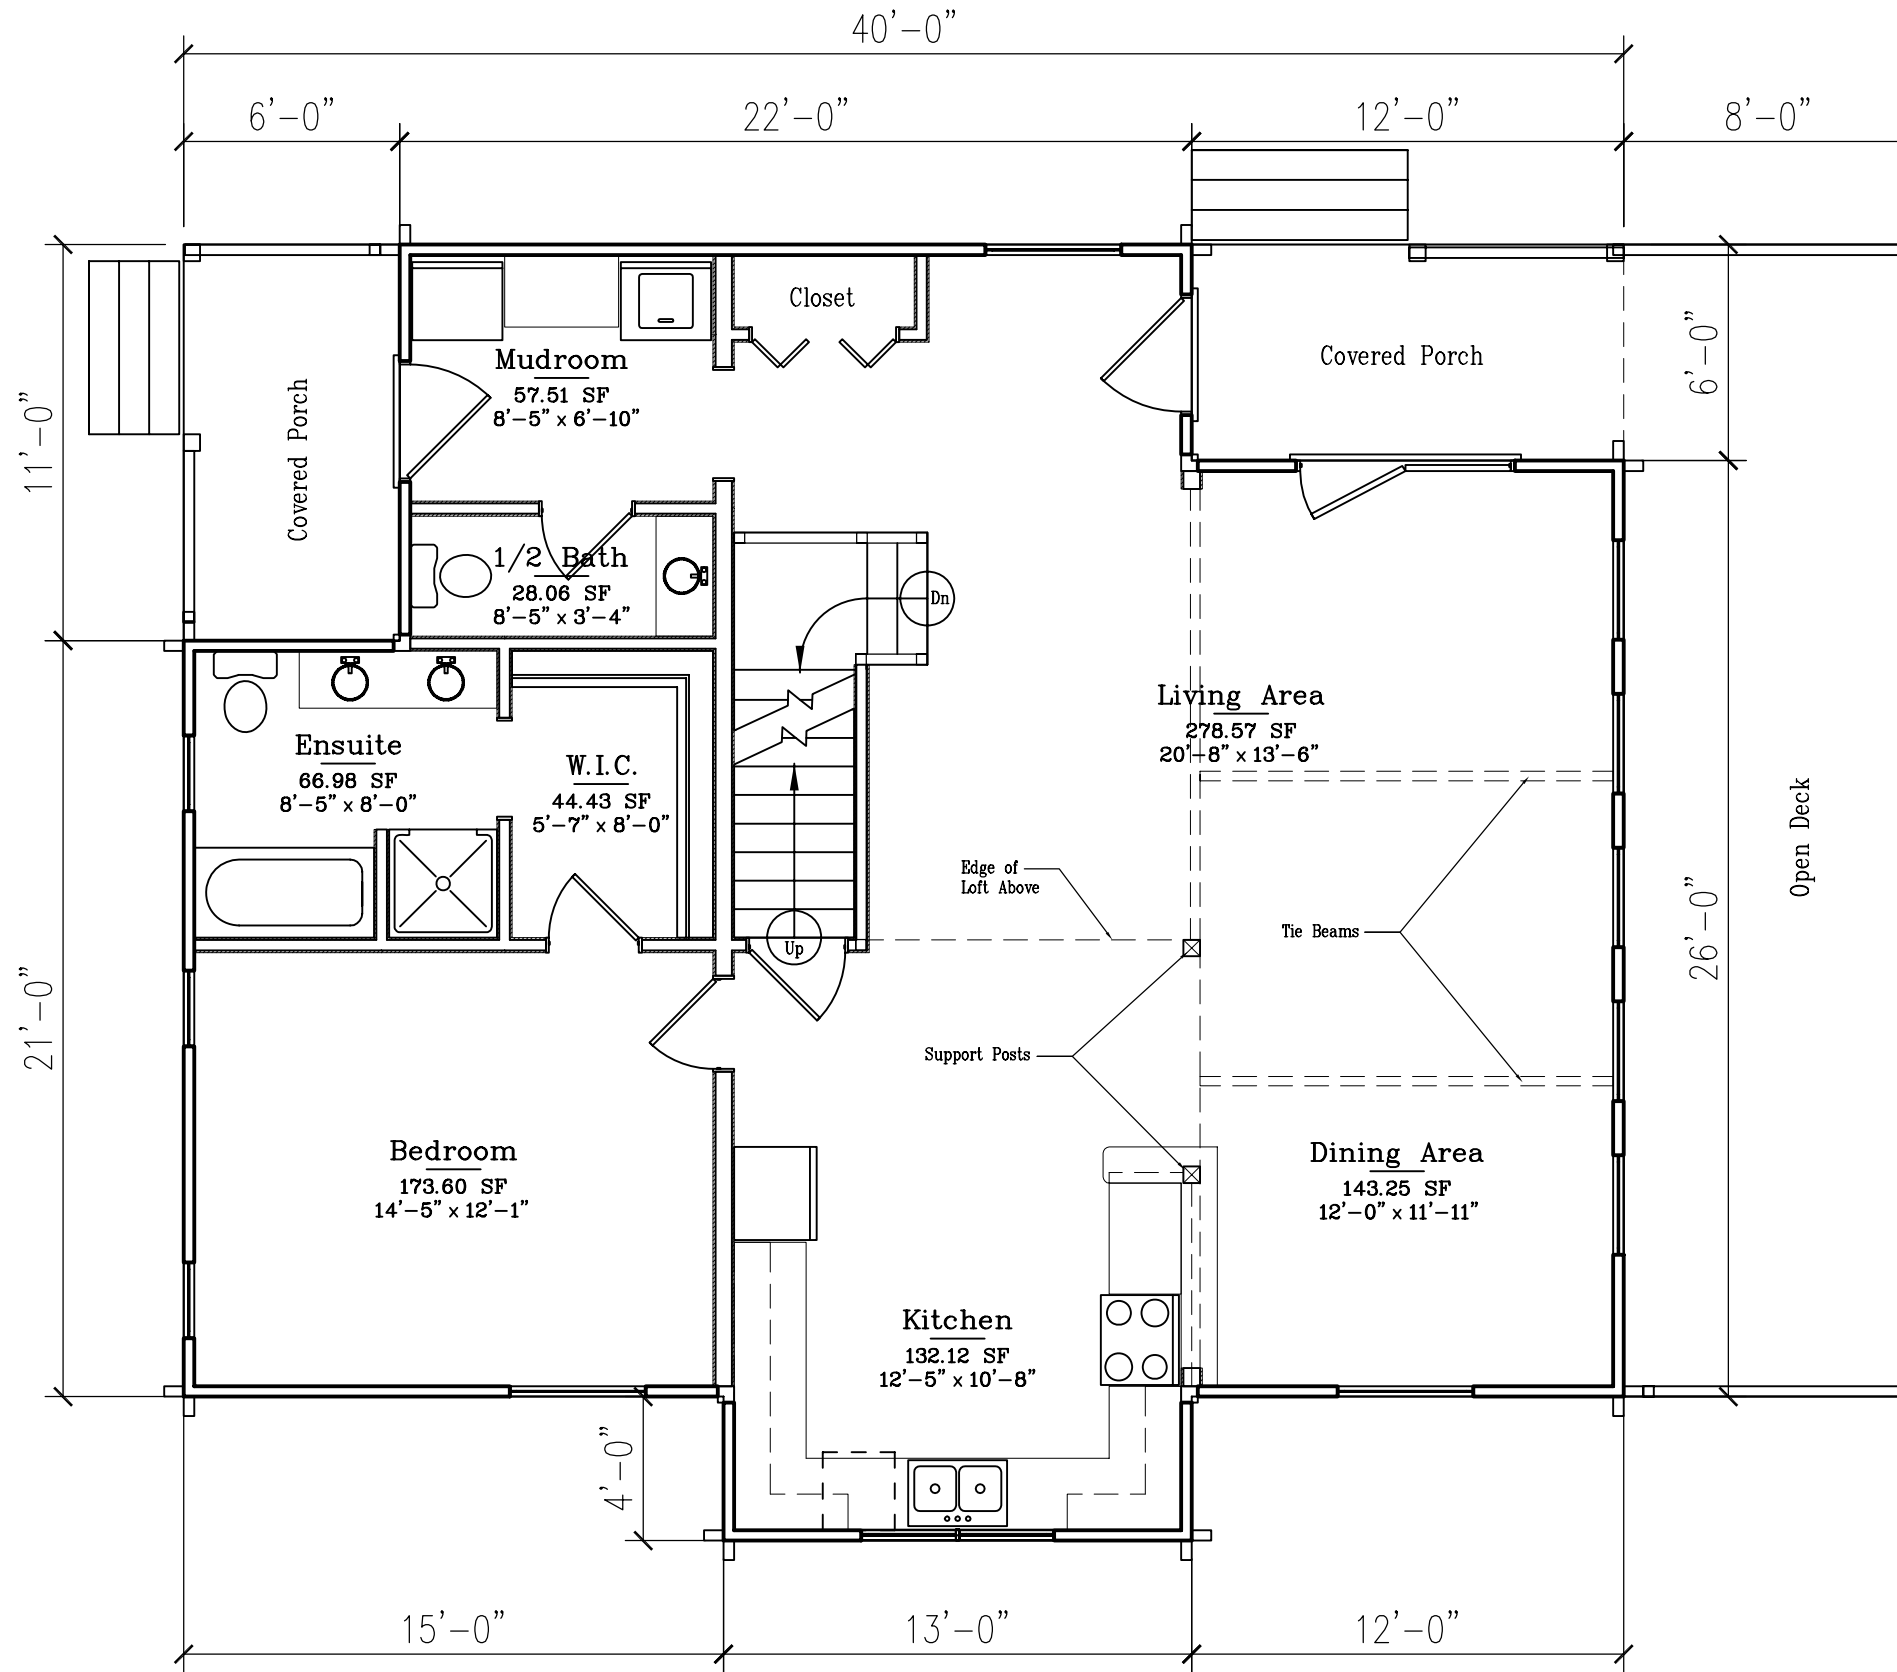 40'-0"
6'-0"
22'-0"
12'-0"
8'-0"
Closet
Mudroom
57.51 SF
8'-5" x 6'-10"
Covered Porch
6'-0"
11'-0"
Covered Porch
1/2 Bath
28.06 SF
8'-5" x 3'-4"
Dn
Living Area
278.57 SF
20'-8" x 13'-6"
Ensuite
66.98 SF
8'-5" x 8'-0"
W.I.C.
44.43 SF
5'-7" x 8'-0"
Open Deck
Edge of
Loft Above
Tie Beams
26'-0"
Up
21'-0"
Support Posts
Bedroom
173.60 SF
14'-5" x 12'-1"
Dining Area
143.25 SF
12'-0" x 11'-11"
Kitchen
132.12 SF
12'-5" x 10'-8"
4'-0"
15'-0"
13'-0"
12'-0"